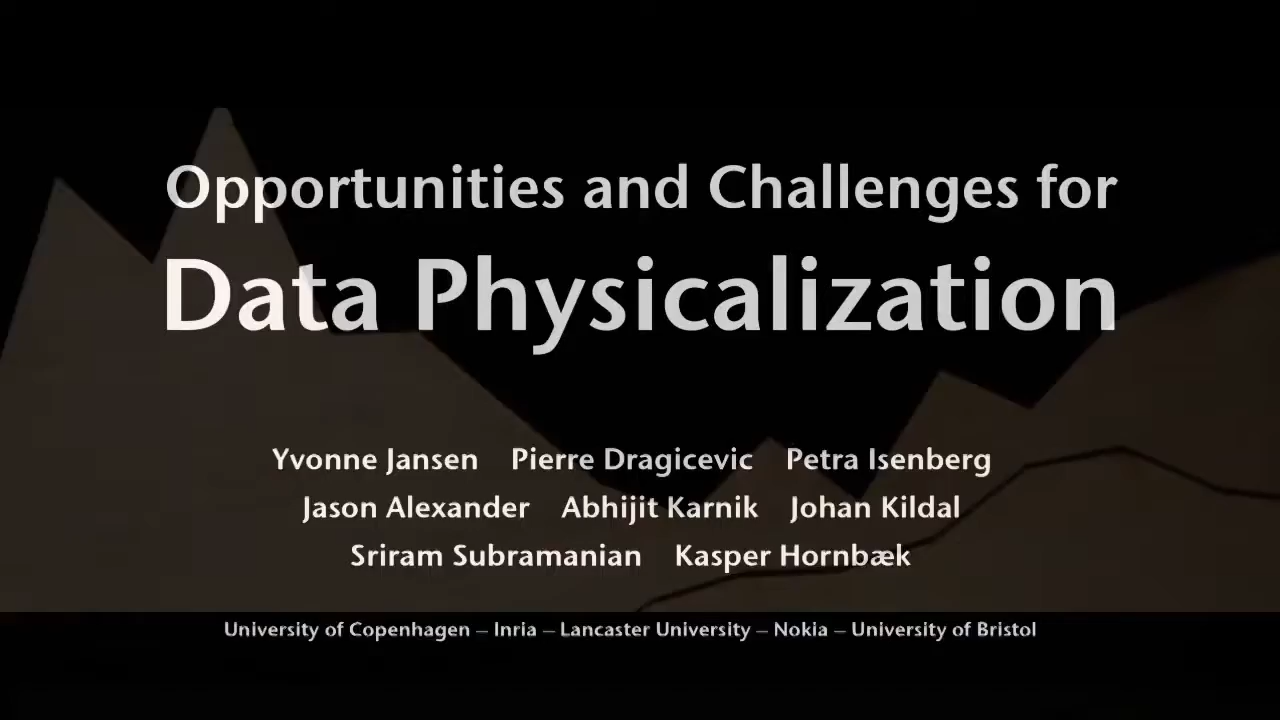 Opportunities and Challenges for
Data Physicalization
Yvonne Jansen Pierre Dragicevic Petra Isenberg
Jason Alexander Abhijit Karnik Johan Kildal
Sriram Subramanian Kasper Hornbæk
University of Copenhagen – Inria – Lancaster University – Nokia – University of Bristol